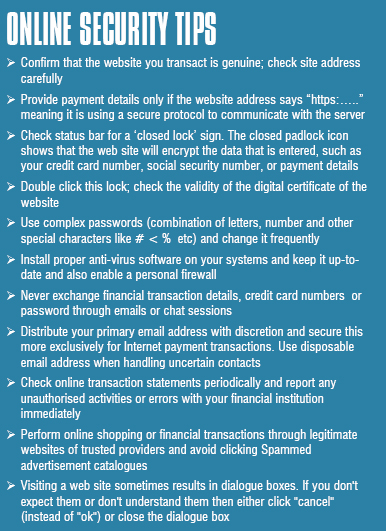 ONLINE SECURITY TIPS
➢ Confirm that the website you transact is genuine; check site address
carefully
➢ Provide payment details only if the website address says “https:…..”
meaning it is using a secure protocol to communicate with the server
➢ Check status bar for a ‘closed lock’ sign. The closed padlock icon
shows that the web site will encrypt the data that is entered, such as
your credit card number, social security number, or payment details
➢ Double click this lock; check the validity of the digital certificate of the
website
➢ Use complex passwords (combination of letters, number and other
special characters like # < % etc) and change it frequently
➢ Install proper anti-virus software on your systems and keep it up-to-
date and also enable a personal firewall
➢ Never exchange financial transaction details, credit card numbers or
password through emails or chat sessions
➢ Distribute your primary email address with discretion and secure this
more exclusively for Internet payment transactions. Use disposable
email address when handling uncertain contacts
➢ Check online transaction statements periodically and report any
unauthorised activities or errors with your financial institution
immediately
➢ Perform online shopping or financial transactions through legitimate
websites of trusted providers and avoid clicking Spammed
advertisement catalogues
➢ Visiting a web site sometimes results in dialogue boxes. If you don't
expect them or don't understand them then either click "cancel"
(instead of "ok") or close the dialogue box